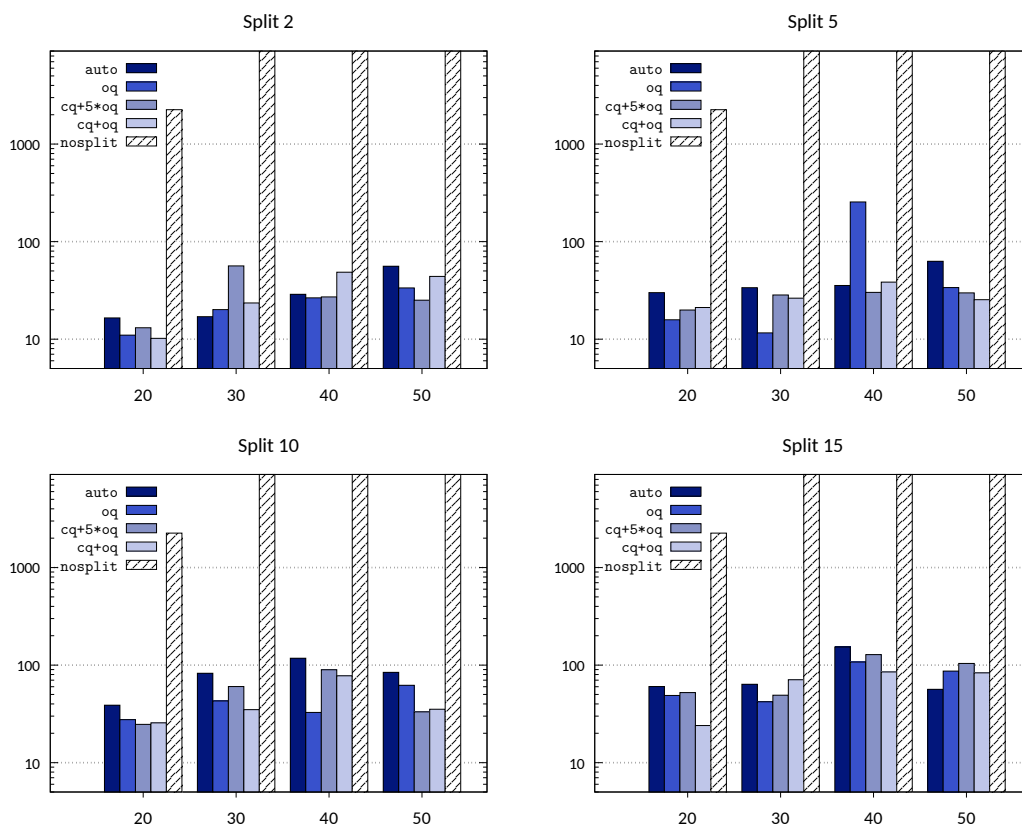 Split 2
auto
oq
cq+5*oq
cq+oq
nosplit
1000
100
10
20 30 40 50
Split 5
auto
oq
cq+5*oq
cq+oq
nosplit
1000
100
10
20 30 40 50
Split 10
auto
oq
cq+5*oq
cq+oq
nosplit
1000
100
10
20 30 40 50
Split 15
auto
oq
cq+5*oq
cq+oq
nosplit
1000
100
10
20 30 40 50